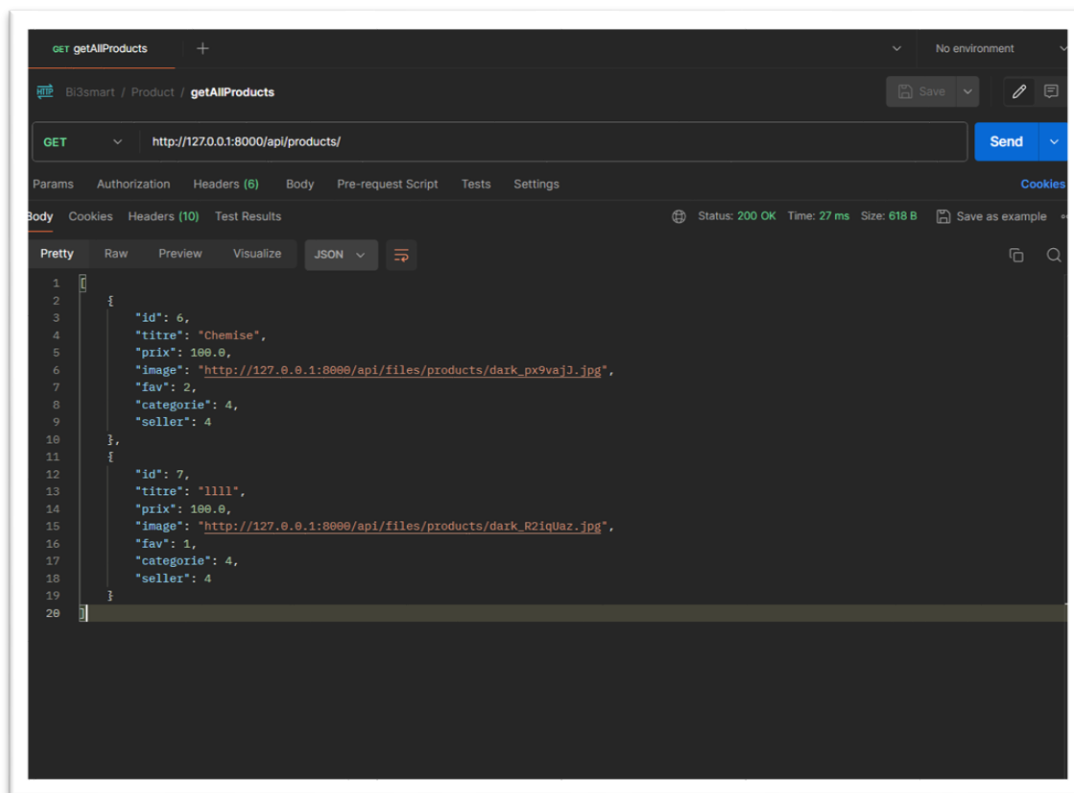 GET getAllProducts + No environment
HTTP Bi3smart / Product / getAllProducts Save
GET http://127.0.0.1:8000/api/products/ Send
Params Authorization Headers (6) Body Pre-request Script Tests Settings Cookies
Body Cookies Headers (10) Test Results Status: 200 OK Time: 27 ms Size: 618 B Save as example
Pretty Raw Preview Visualize JSON
1 [
2 {
3 "id": 6,
4 "titre": "Chemise",
5 "prix": 100.0,
6 "image": "http://127.0.0.1:8000/api/files/products/dark_px9vajJ.jpg",
7 "fav": 2,
8 "categorie": 4,
9 "seller": 4
10 },
11 {
12 "id": 7,
13 "titre": "llll",
14 "prix": 100.0,
15 "image": "http://127.0.0.1:8000/api/files/products/dark_R2iqUaz.jpg",
16 "fav": 1,
17 "categorie": 4,
18 "seller": 4
19 }
20 ]